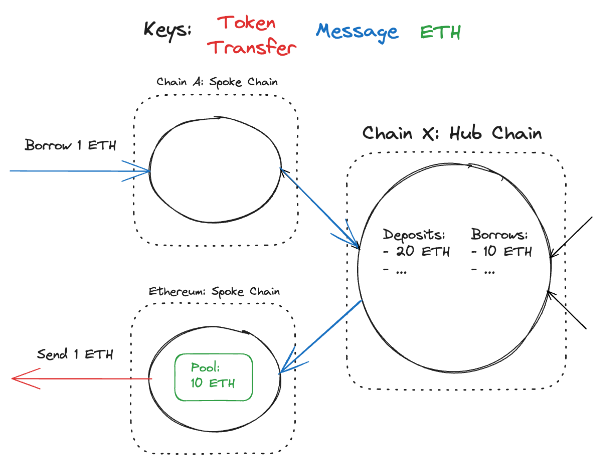 Keys: Token Transfer Message ETH
Chain A: Spoke Chain
Borrow 1 ETH
Chain X: Hub Chain
Deposits:
- 20 ETH
- ...
Borrows:
- 10 ETH
- ...
Ethereum: Spoke Chain
Send 1 ETH
Pool:
10 ETH